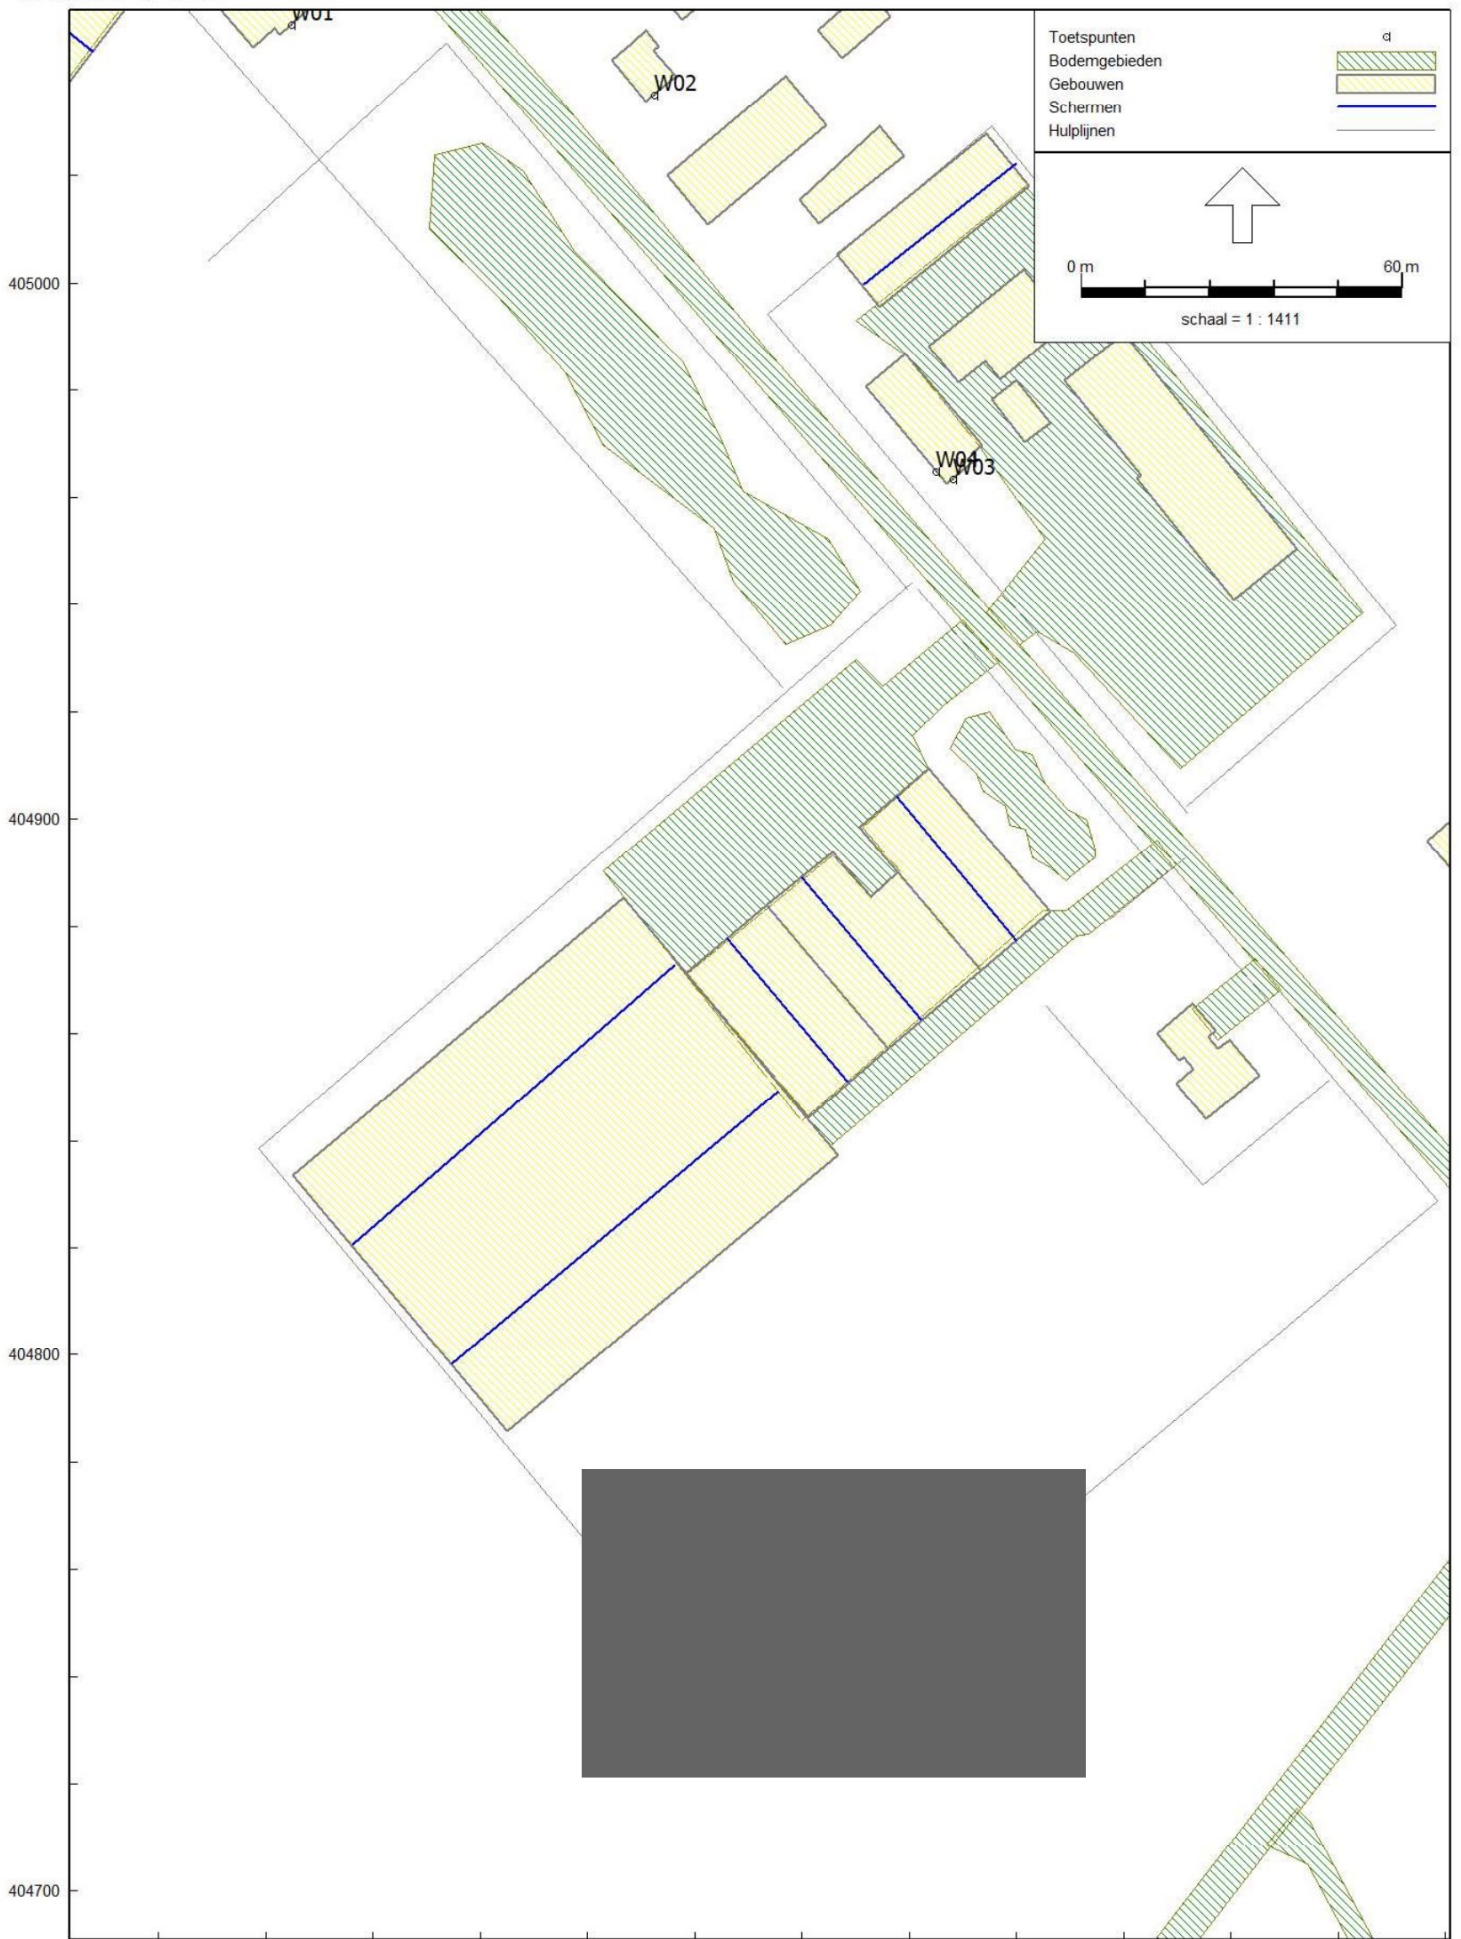 W01
W02
Toetspunten
Bodemgebieden
Gebouwen
Schermen
Hulplijnen
0 m 60 m
schaal = 1 : 1411
405000
W04
W03
404900
404800
404700